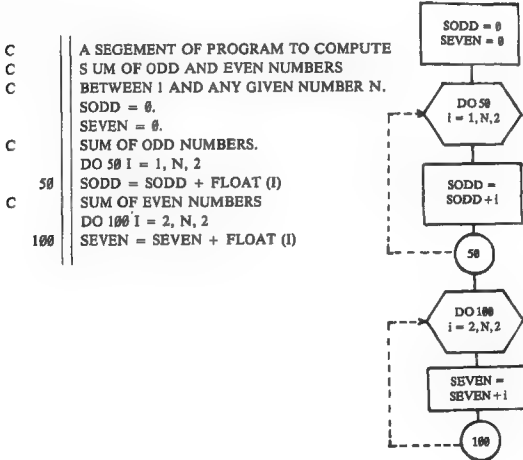 C A SEGEMENT OF PROGRAM TO COMPUTE
C S UM OF ODD AND EVEN NUMBERS
C BETWEEN 1 AND ANY GIVEN NUMBER N.
SODD = 0.
SEVEN = 0.
C SUM OF ODD NUMBERS.
DO 50 I = 1, N, 2
50 SODD = SODD + FLOAT (I)
C SUM OF EVEN NUMBERS
DO 100 I = 2, N, 2
100 SEVEN = SEVEN + FLOAT (I)
SODD = 0
SEVEN = 0
DO 50
i = 1,N,2
SODD =
SODD+i
50
DO 100
i = 2,N,2
SEVEN =
SEVEN+i
100